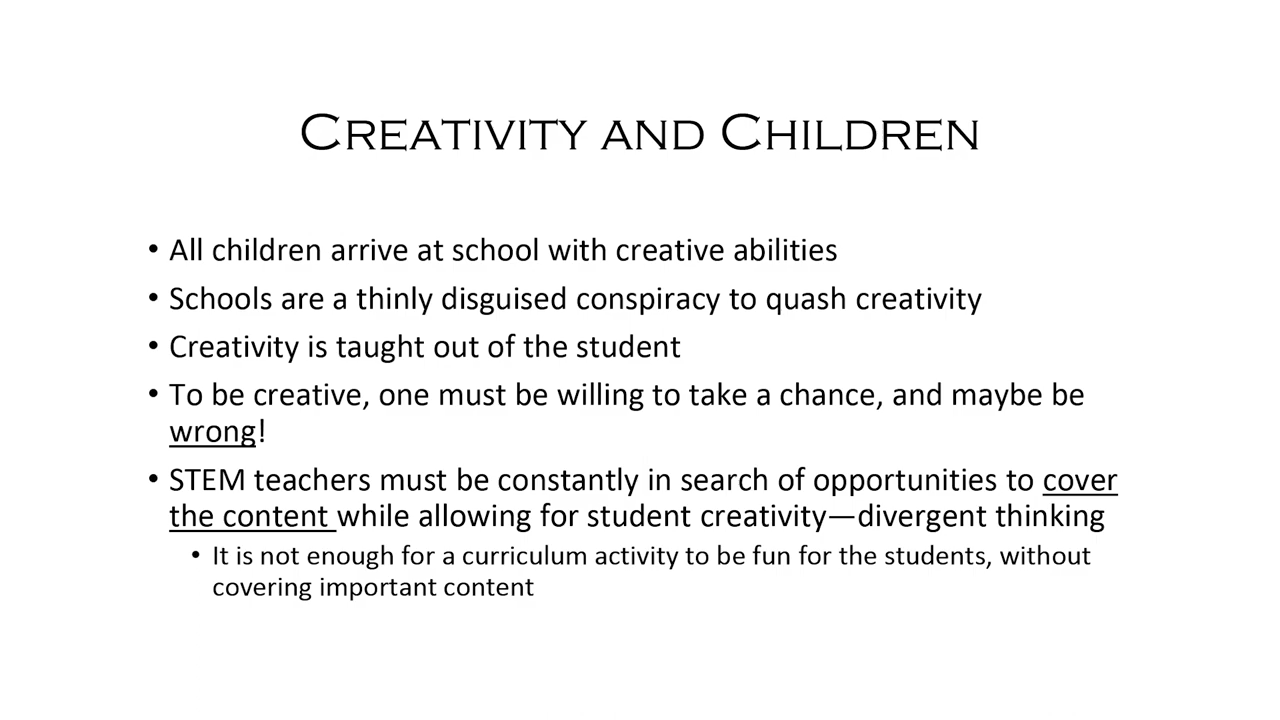 Creativity and Children
• All children arrive at school with creative abilities
• Schools are a thinly disguised conspiracy to quash creativity
• Creativity is taught out of the student
• To be creative, one must be willing to take a chance, and maybe be
wrong!
• STEM teachers must be constantly in search of opportunities to cover
the content while allowing for student creativity—divergent thinking
• It is not enough for a curriculum activity to be fun for the students, without
covering important content